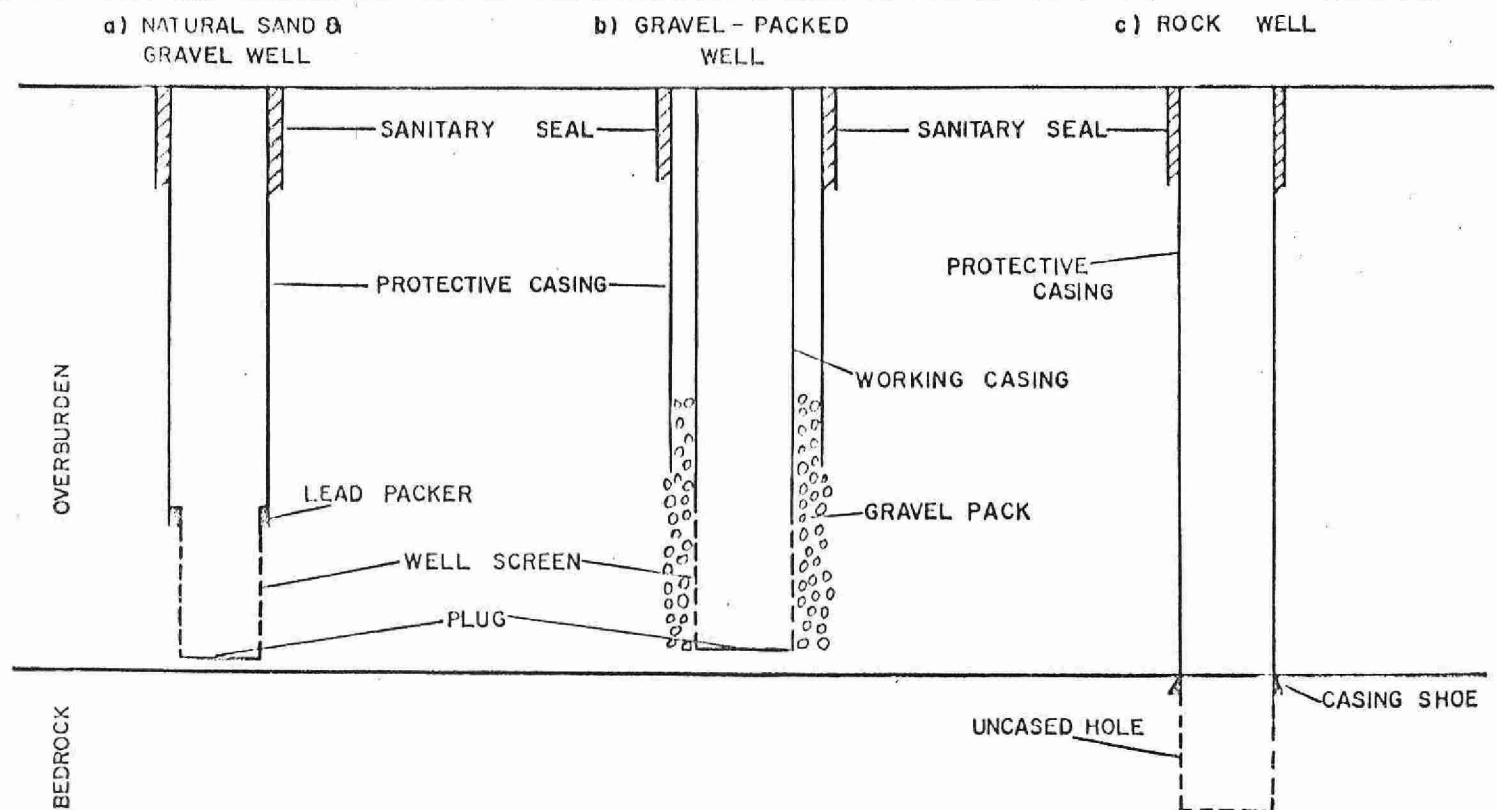 a) NATURAL SAND &
GRAVEL WELL
b) GRAVEL-PACKED
WELL
c) ROCK WELL
SANITARY SEAL
SANITARY SEAL
PROTECTIVE CASING
PROTECTIVE
CASING
WORKING CASING
OVERBURDEN
LEAD PACKER
GRAVEL PACK
WELL SCREEN
PLUG
CASING SHOE
UNCASED HOLE
BEDROCK